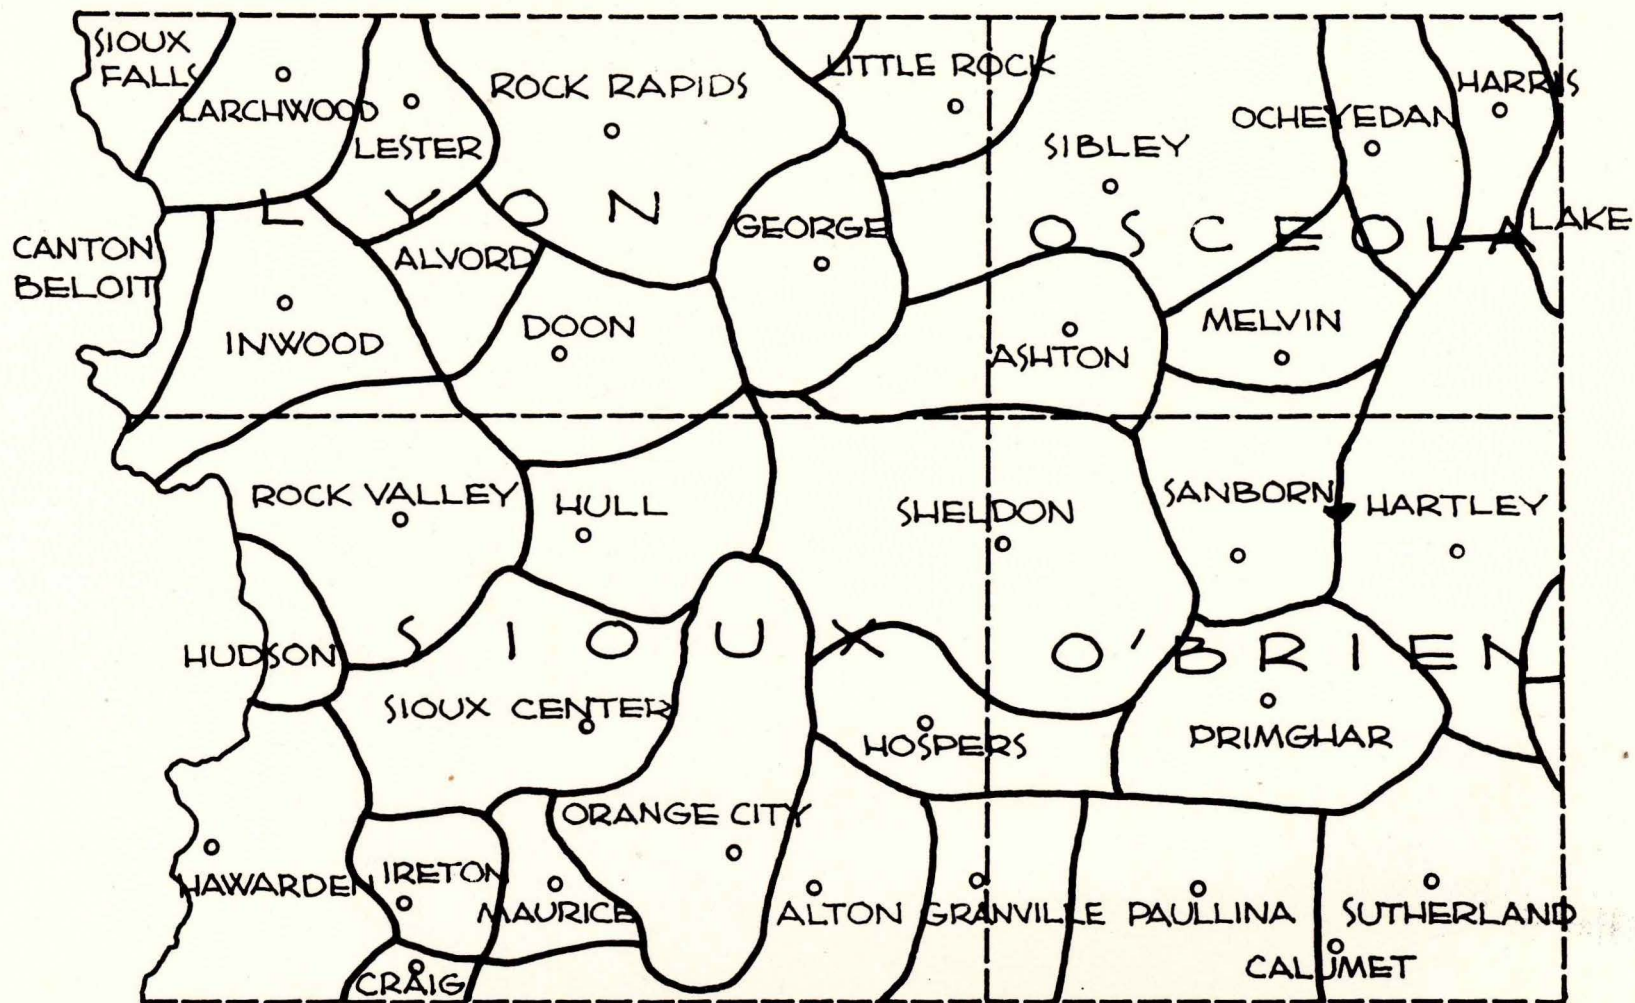 SIOUX
FALLS
LARCHWOOD
LESTER
ROCK RAPIDS
LITTLE ROCK
SIBLEY
OCHEYEDAN
HARRIS
LYON
OSCEOLA
LAKE
CANTON
BELOIT
ALVORD
GEORGE
INWOOD
DOON
ASHTON
MELVIN
ROCK VALLEY
HULL
SHELDON
SANBORN
HARTLEY
HUDSON
SIOUX
O'BRIEN
SIOUX CENTER
HOSPERS
PRIMGHAR
ORANGE CITY
HAWARDEN
IRETON
MAURICE
ALTON
GRANVILLE
PAULLINA
SUTHERLAND
CRAIG
CALUMET